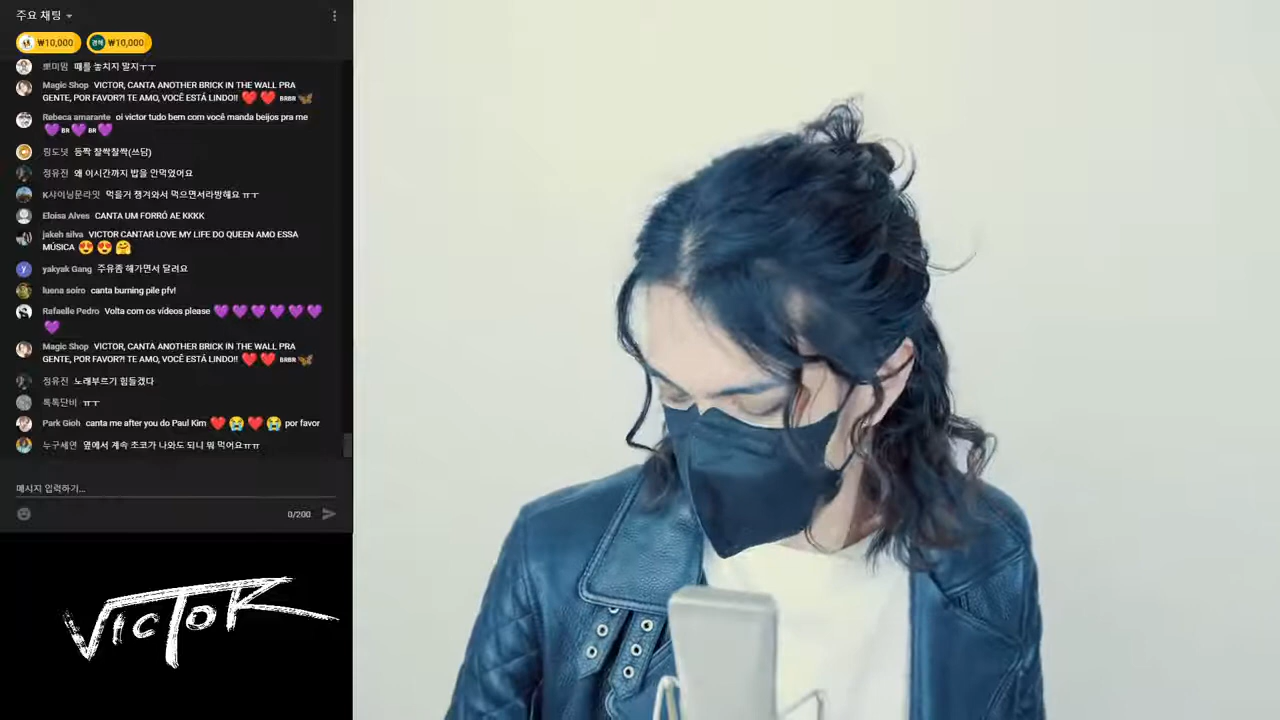 주요 채팅
₩10,000 경혜 ₩10,000
뽀미맘 때를 놓치지 말지ㅜㅜ
Magic Shop VICTOR, CANTA ANOTHER BRICK IN THE WALL PRA
GENTE, POR FAVOR?! TE AMO, VOCÊ ESTÁ LINDO!! ❤️ ❤️ BRBR 🦋
Rebeca amarante oi victor tudo bem com você manda beijos pra me
💜 BR 💜 BR 💜
링도넛 둠짝 찰싹찰싹(쓰담)
정유진 왜 이시간까지 밥을 안먹었어요
K샤이닝문라잇 먹을거 챙겨와서 먹으면서라방해요 ㅠㅜ
Eloisa Alves CANTA UM FORRÓ AE KKKK
jakeh silva VICTOR CANTAR LOVE MY LIFE DO QUEEN AMO ESSA
MÚSICA 😍 😍 🤗
y yakyak Gang 주유좀 해가면서 달려요
luena soiro canta burning pile pfv!
Rafaelle Pedro Volta com os vídeos please 💜 💜 💜 💜 💜 💜
💜
Magic Shop VICTOR, CANTA ANOTHER BRICK IN THE WALL PRA
GENTE, POR FAVOR?! TE AMO, VOCÊ ESTÁ LINDO!! ❤️ ❤️ BRBR 🦋
정유진 노래부르기 힘들겠다
톡톡단비 ㅠㅜ
Park Gioh canta me after you do Paul Kim ❤️ 😭 ❤️ 😭 por favor
누구세연 옆에서 계속 초코가 나와도 되니 뭐 먹어요ㅠㅠ
메시지 입력하기...
0/200
VICTOR